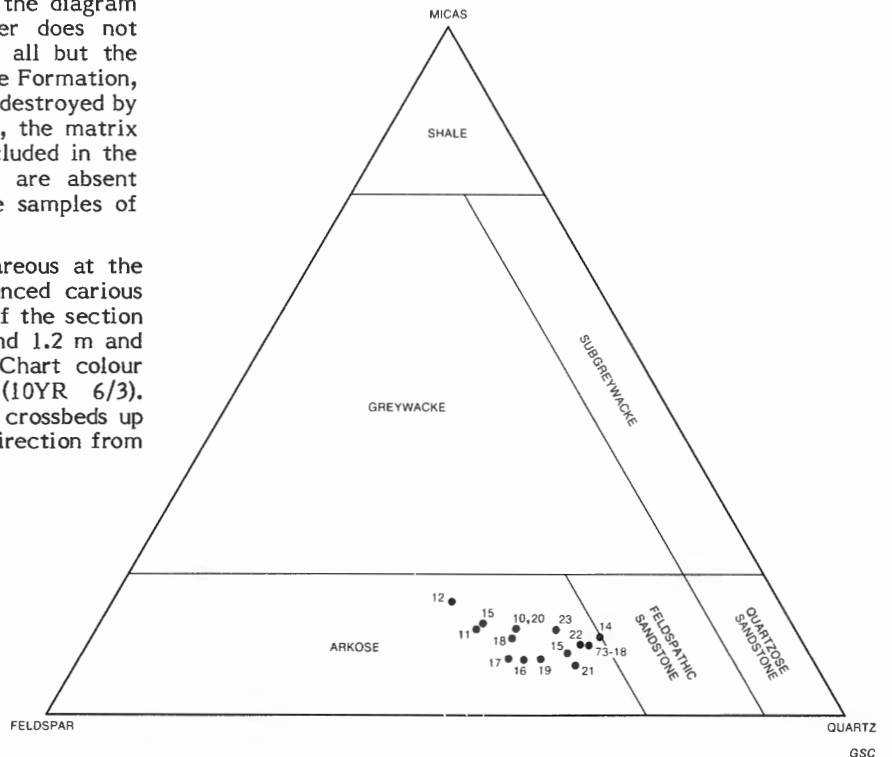 the diagram
er does not
all but the
e Formation,
destroyed by
, the matrix
cluded in the
are absent
e samples of
areous at the
nced carious
f the section
nd 1.2 m and
Chart colour
(10YR 6/3).
crossbeds up
irection from
MICAS
SHALE
GREYWACKE
SUBGREYWACKE
ARKOSE
FELDSPATHIC
SANDSTONE
QUARTZOSE
SANDSTONE
12
15
11
10,20
18
23
14
22
15
73-18
17
16
19
21
FELDSPAR
QUARTZ
GSC